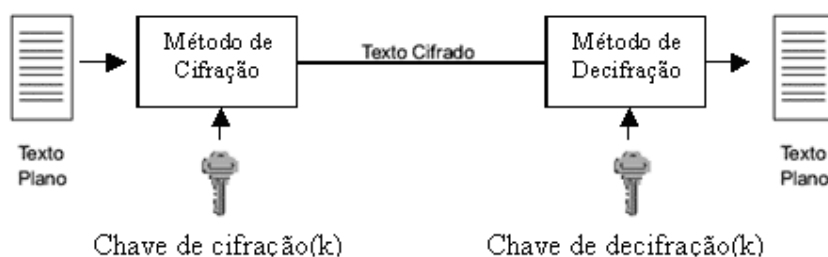 Método de
Cifração
Texto Cifrado
Método de
Decifração
Texto
Plano
Texto
Plano
Chave de cifração(k)
Chave de decifração(k)